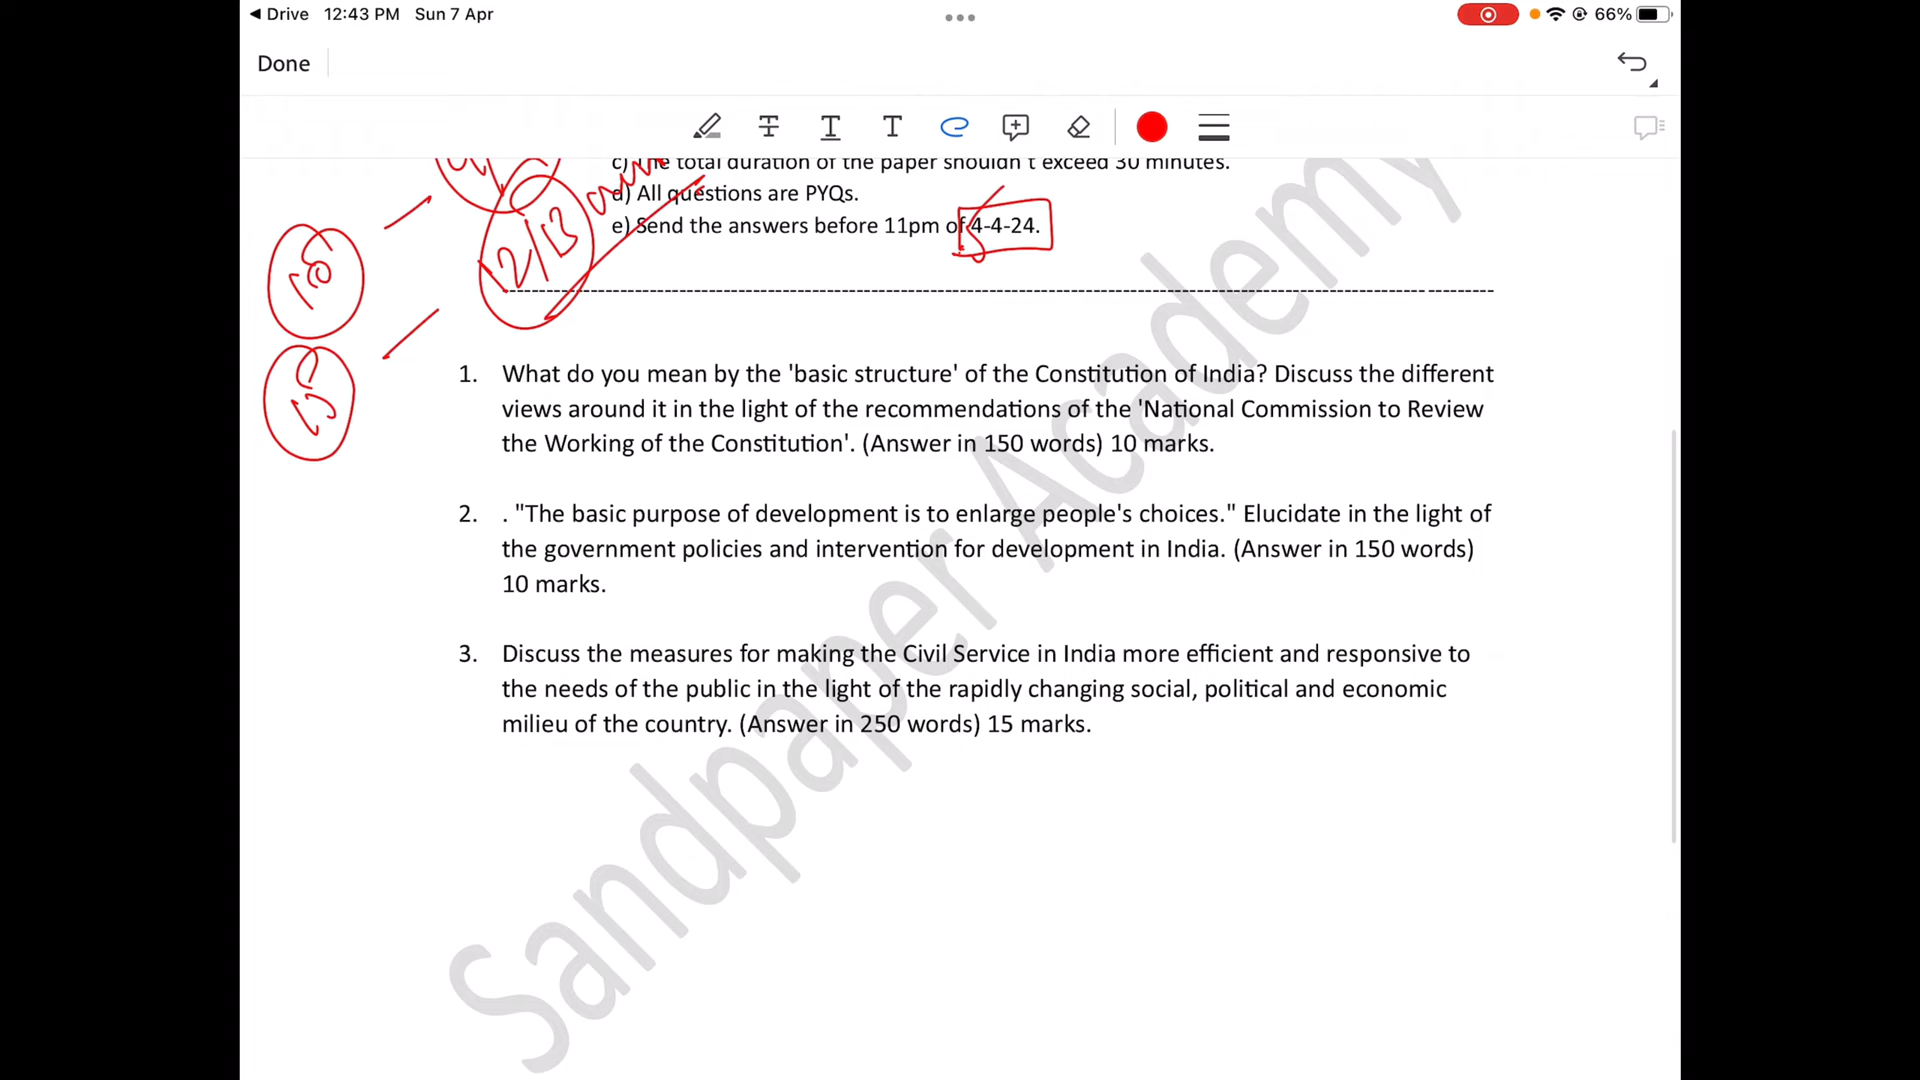 Drive 12:43 PM Sun 7 Apr
66%
Done
c) The total duration of the paper shouldn't exceed 30 minutes.
d) All questions are PYQs.
e) Send the answers before 11pm of 4-4-24.
5
10
12/13
15
1. What do you mean by the 'basic structure' of the Constitution of India? Discuss the different
views around it in the light of the recommendations of the 'National Commission to Review
the Working of the Constitution'. (Answer in 150 words) 10 marks.
2. . "The basic purpose of development is to enlarge people's choices." Elucidate in the light of
the government policies and intervention for development in India. (Answer in 150 words)
10 marks.
3. Discuss the measures for making the Civil Service in India more efficient and responsive to
the needs of the public in the light of the rapidly changing social, political and economic
milieu of the country. (Answer in 250 words) 15 marks.
Sandpaper Academy